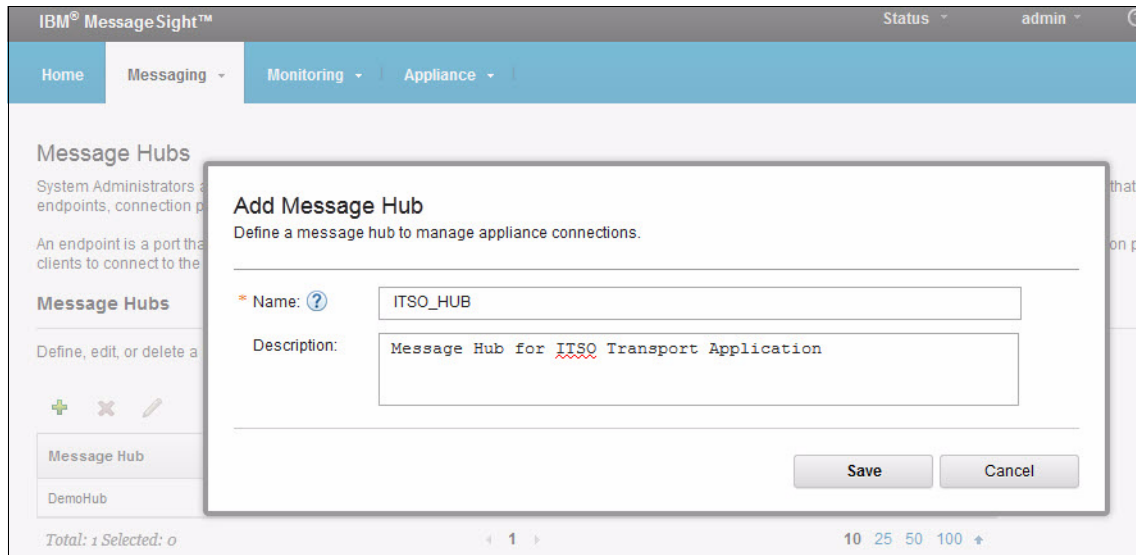 IBM® MessageSight™ Status admin
Home Messaging Monitoring Appliance
Message Hubs
System Administrators that
endpoints, connection p
An endpoint is a port tha on p
clients to connect to the
Message Hubs
Define, edit, or delete a
Message Hub
DemoHub
Total: 1 Selected: 0 1 10 25 50 100
Add Message Hub
Define a message hub to manage appliance connections.
* Name: ? ITSO_HUB
Description: Message Hub for ITSO Transport Application
Save Cancel